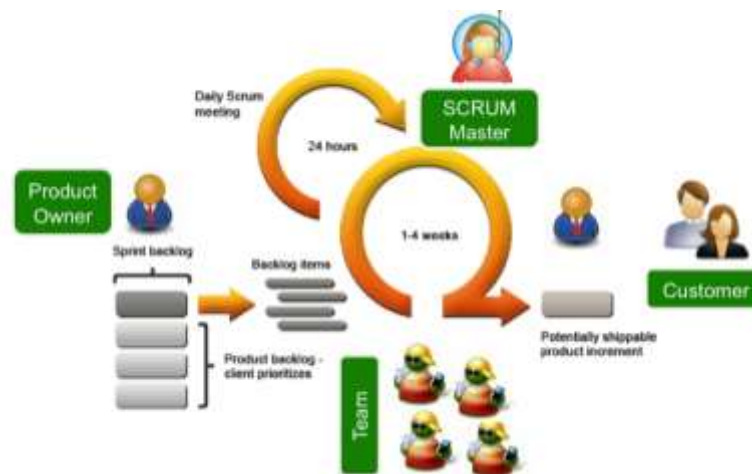 Daily Scrum
meeting
24 hours
SCRUM
Master
Product
Owner
1-4 weeks
Sprint backlog
Backlog items
Customer
Potentially shippable
product increment
Product backlog -
client prioritizes
Team